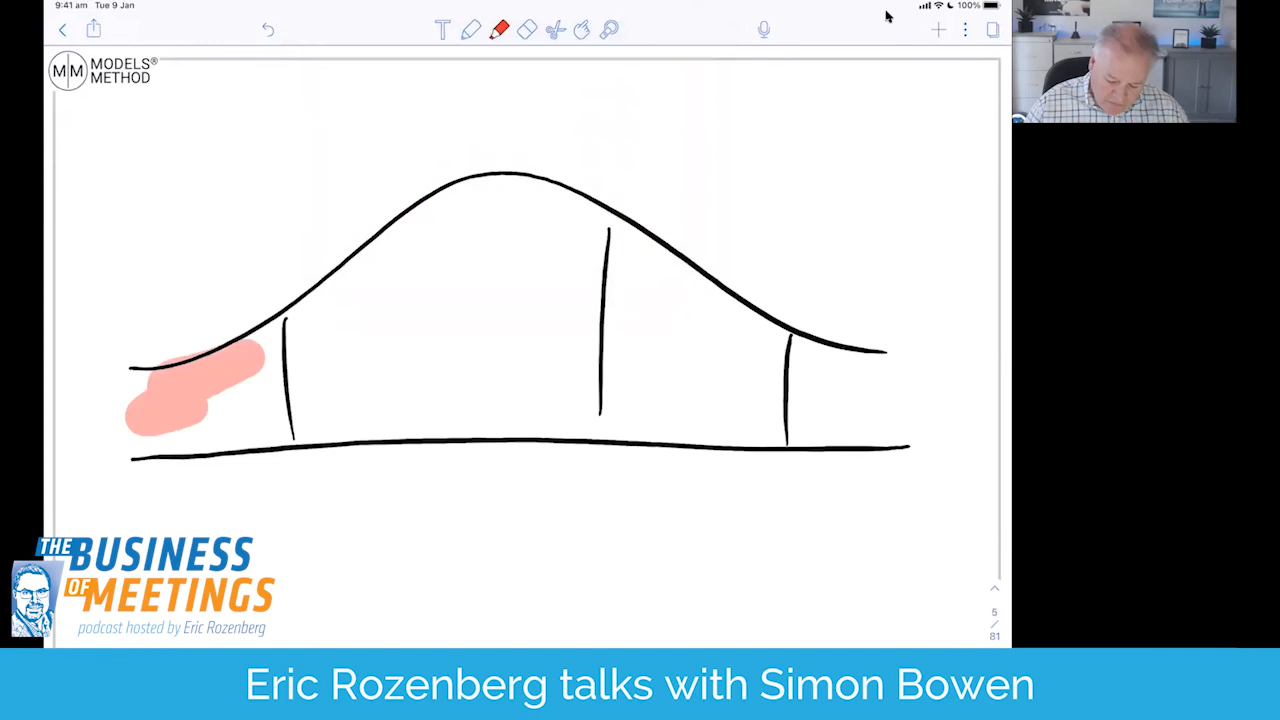 9:41 am Tue 9 Jan
100%
T
MM MODELS®
METHOD
5
/
81
THE BUSINESS
OF MEETINGS
podcast hosted by Eric Rozenberg
Eric Rozenberg talks with Simon Bowen